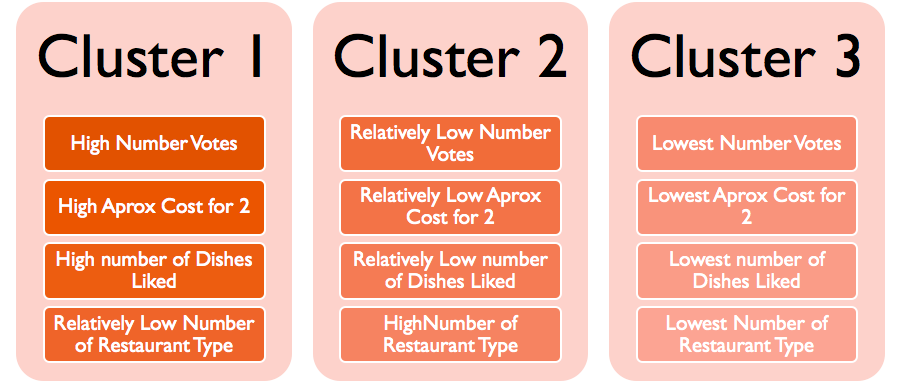 Cluster 1
High Number Votes
High Aprox Cost for 2
High number of Dishes
Liked
Relatively Low Number
of Restaurant Type
Cluster 2
Relatively Low Number
Votes
Relatively Low Aprox
Cost for 2
Relatively Low number
of Dishes Liked
HighNumber of
Restaurant Type
Cluster 3
Lowest Number Votes
Lowest Aprox Cost for
2
Lowest number of
Dishes Liked
Lowest Number of
Restaurant Type